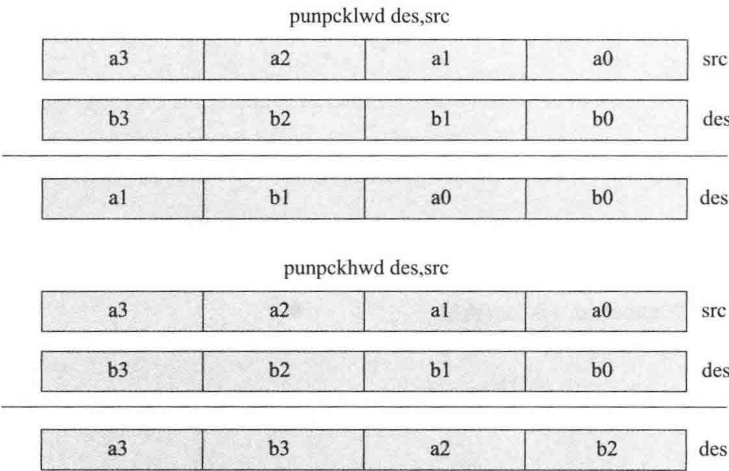 punpcklwd des,src
a3 a2 a1 a0 src
b3 b2 b1 b0 des
a1 b1 a0 b0 des
punpckhwd des,src
a3 a2 a1 a0 src
b3 b2 b1 b0 des
a3 b3 a2 b2 des